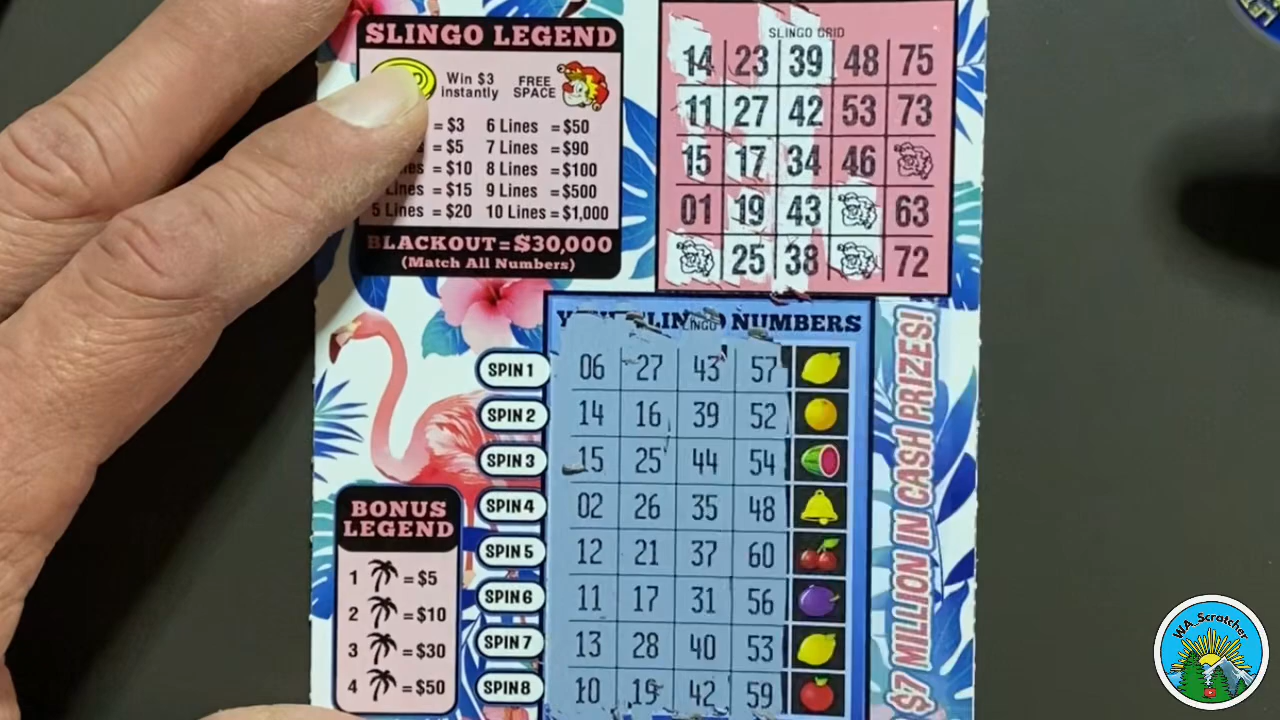 SLINGO LEGEND
Win $3 instantly
FREE SPACE
= $3 6 Lines = $50
= $5 7 Lines = $90
= $10 8 Lines = $100
Lines = $15 9 Lines = $500
5 Lines = $20 10 Lines = $1,000
BLACKOUT = $30,000
(Match All Numbers)
SLINGO GRID
14 23 39 48 75
11 27 42 53 73
15 17 34 46
01 19 43 63
25 38 72
NUMBERS
LINGO
SPIN 1 06 27 43 57
SPIN 2 14 16 39 52
SPIN 3 15 25 44 54
SPIN 4 02 26 35 48
SPIN 5 12 21 37 60
SPIN 6 11 17 31 56
SPIN 7 13 28 40 53
SPIN 8 10 19 42 59
BONUS LEGEND
1 = $5
2 = $10
3 = $30
4 = $50
$7 MILLION IN CASH PRIZES!
WA_Scratcher